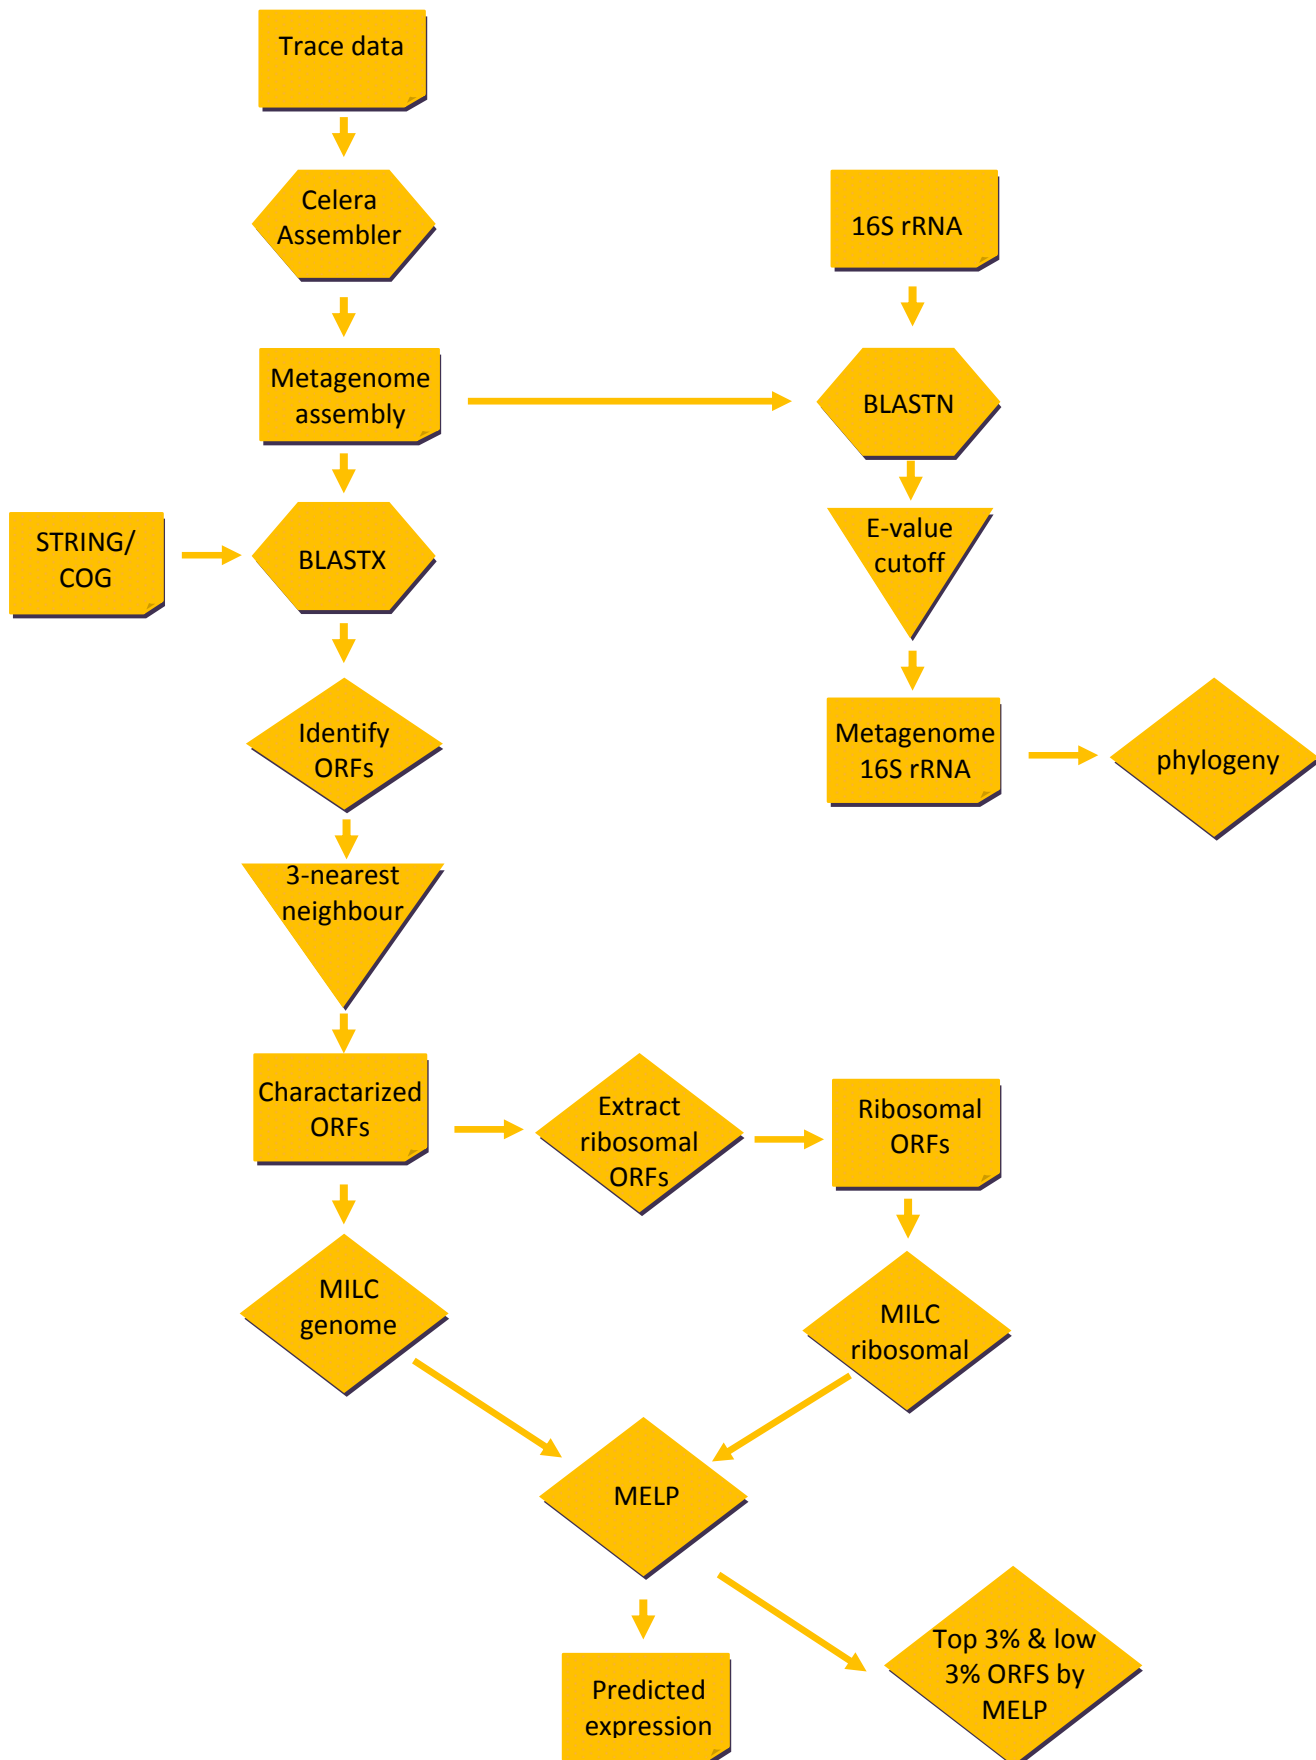 Trace data
Celera
Assembler
16S rRNA
Metagenome
assembly
BLASTN
STRING/
COG
BLASTX
E-value
cutoff
Identify
ORFs
Metagenome
16S rRNA
phylogeny
3-nearest
neighbour
Charactarized
ORFs
Extract
ribosomal
ORFs
Ribosomal
ORFs
MILC
genome
MILC
ribosomal
MELP
Predicted
expression
Top 3% & low
3% ORFS by
MELP